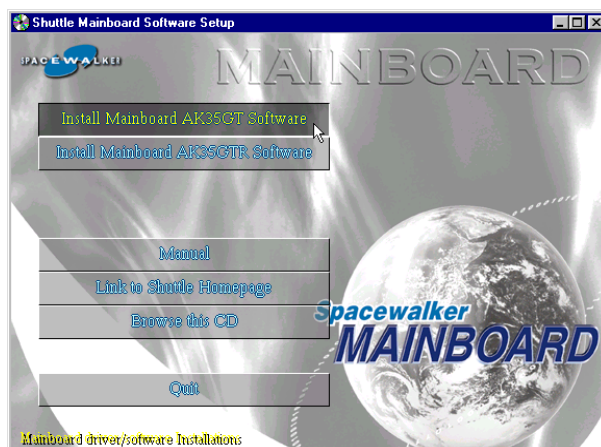 Shuttle Mainboard Software Setup
SPACEWALKER
MAINBOARD
Install Mainboard AK35GT Software
Install Mainboard AK35GTR Software
Manual
Link to Shuttle Homepage
Browse this CD
Spacewalker
MAINBOARD
Quit
Mainboard driver/sofware Installations